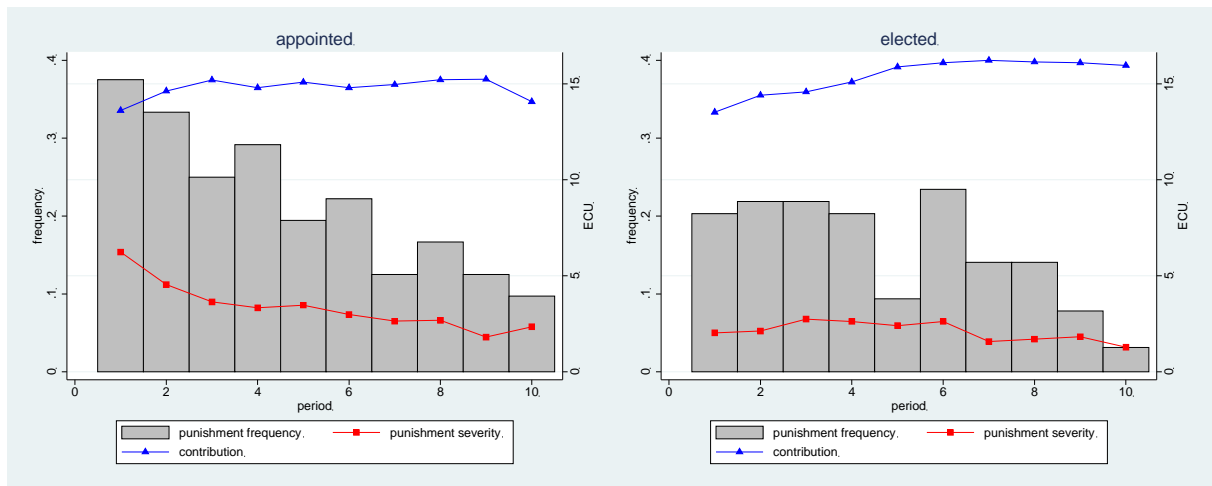 appointed.
.4.
.3.
.2.
.1.
0.
frequency.
15.
10.
5.
0.
ECU.
0 2 4 6 8 10.
period.
punishment frequency. punishment severity.
contribution.
elected.
.4.
.3.
.2.
.1.
0.
frequency.
15.
10.
5.
0.
ECU.
0 2 4 6 8 10.
period.
punishment frequency. punishment severity.
contribution.